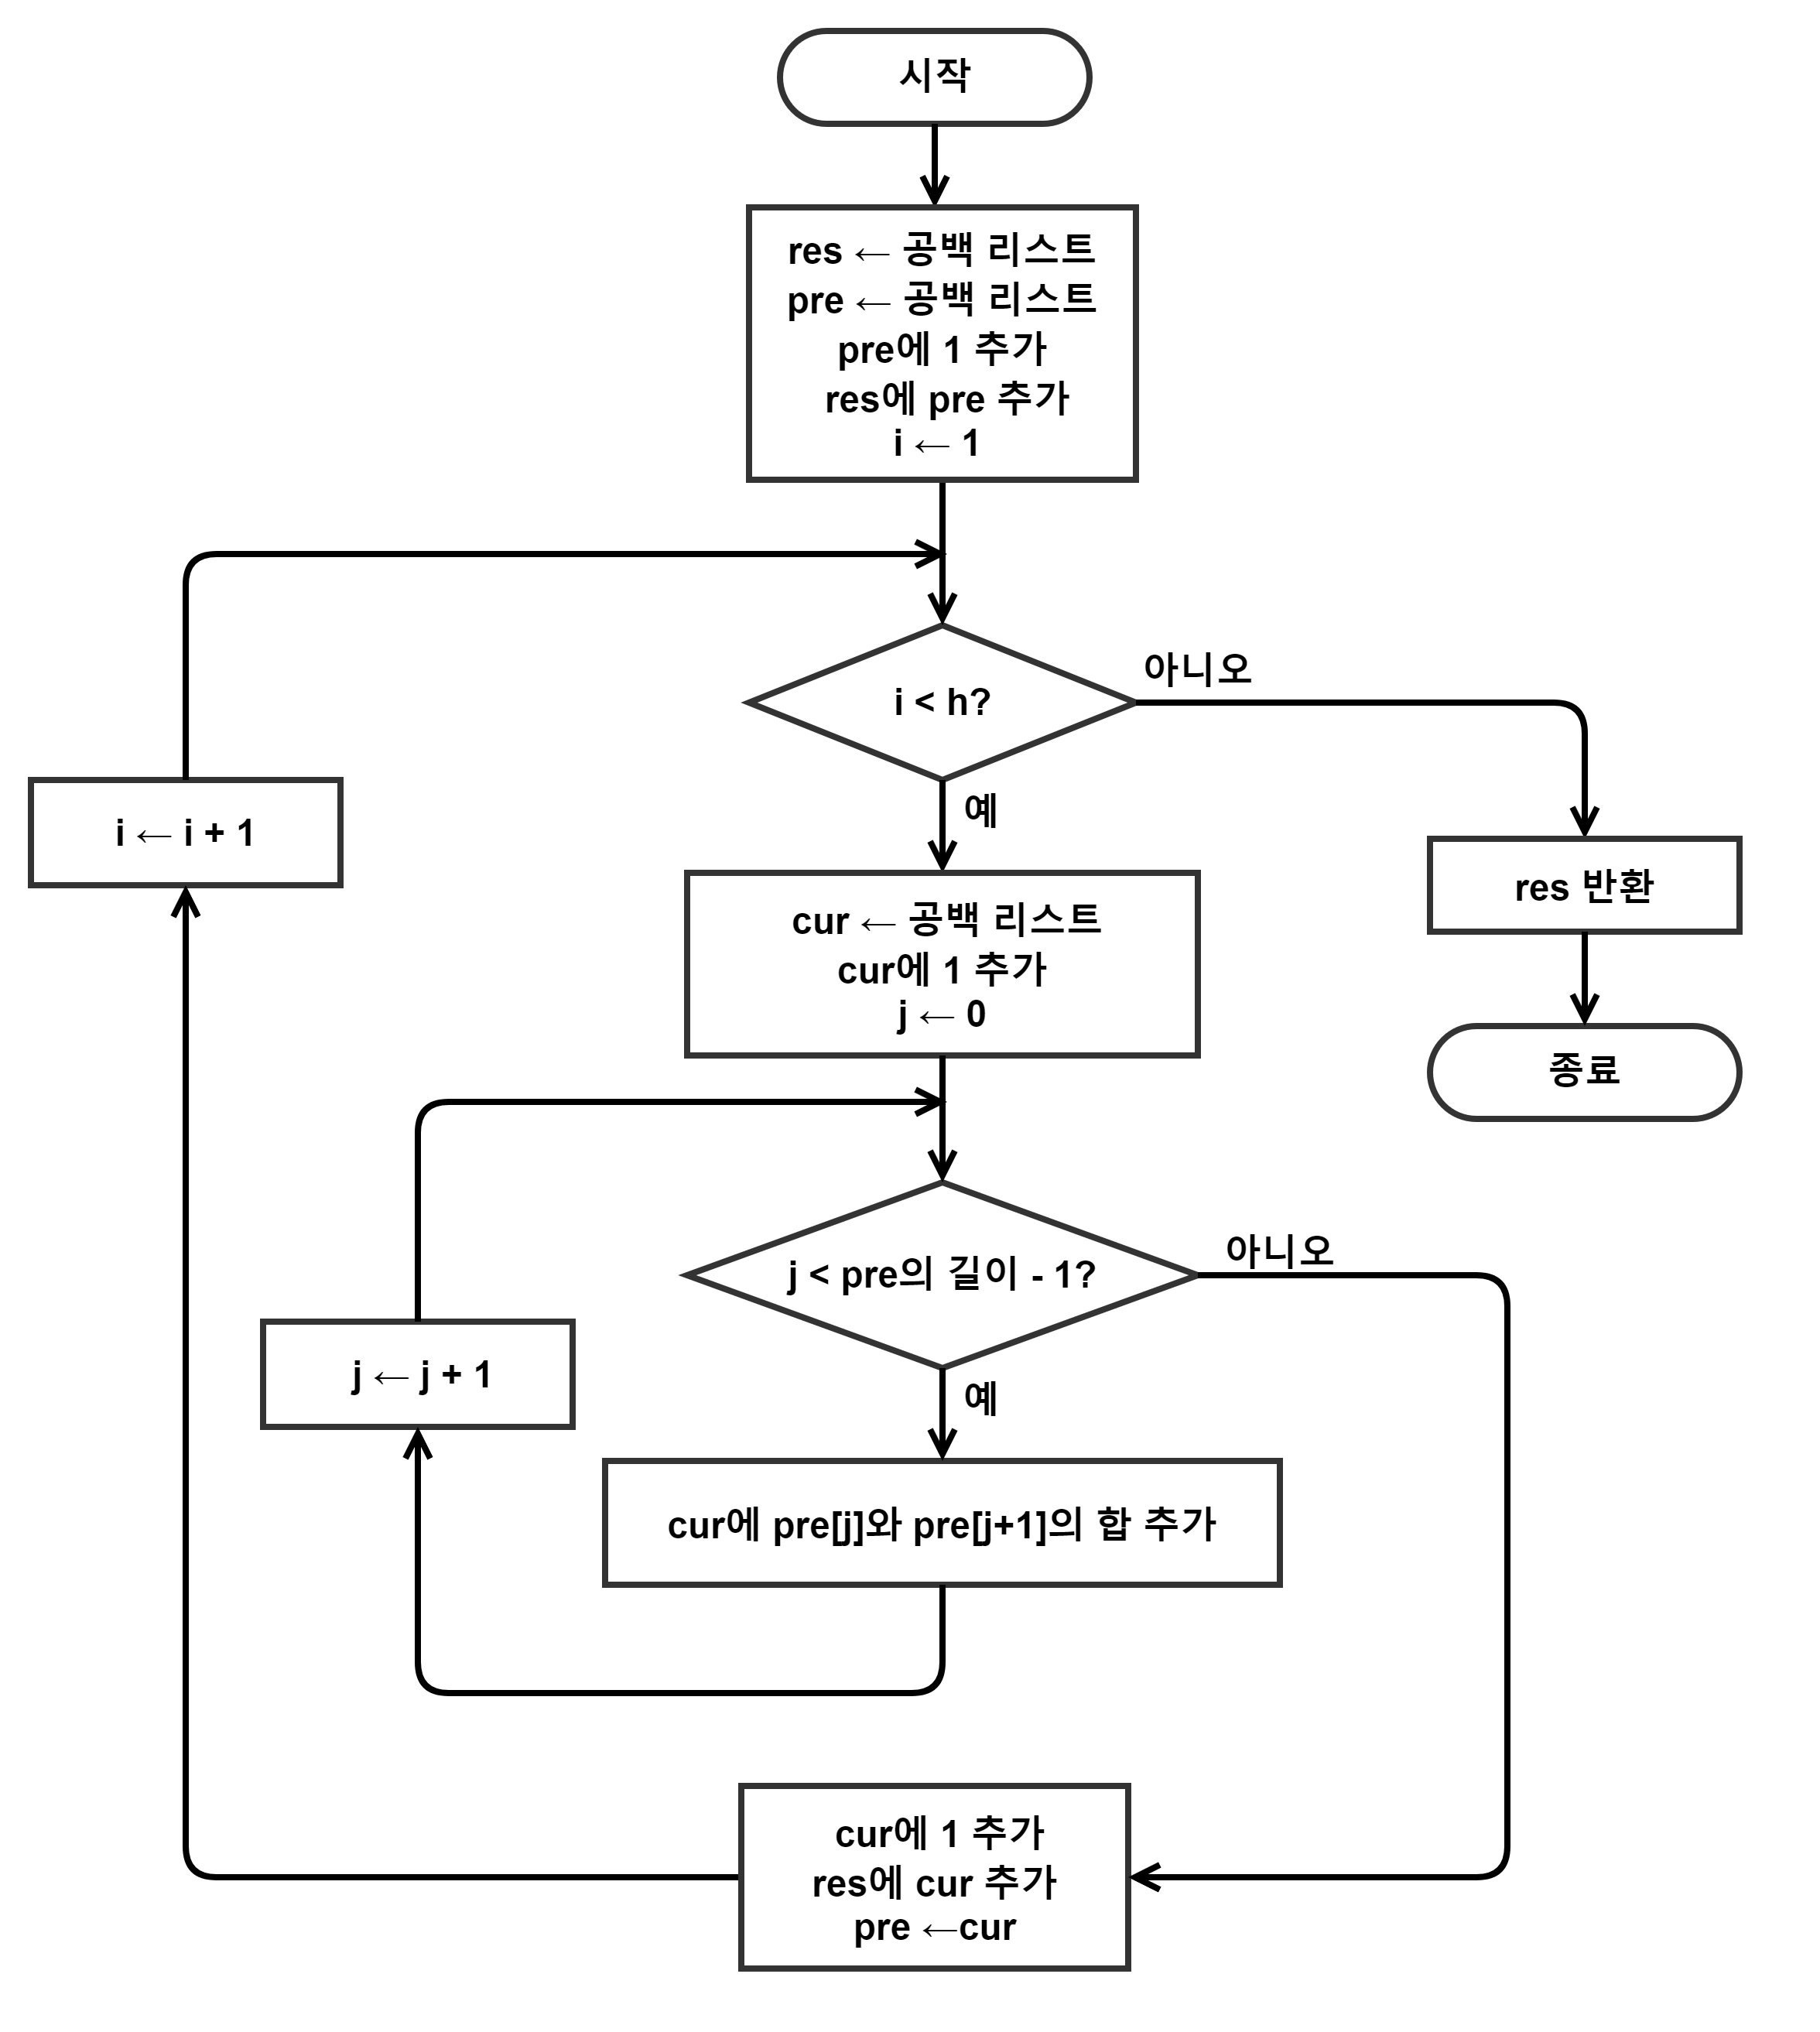 시작
res ← 공백 리스트
pre ← 공백 리스트
pre에 1 추가
res에 pre 추가
i ← 1
i < h?
아니오
예
i ← i + 1
res 반환
종료
cur ← 공백 리스트
cur에 1 추가
j ← 0
j < pre의 길이 - 1?
아니오
예
j ← j + 1
cur에 pre[j]와 pre[j+1]의 합 추가
cur에 1 추가
res에 cur 추가
pre ←cur